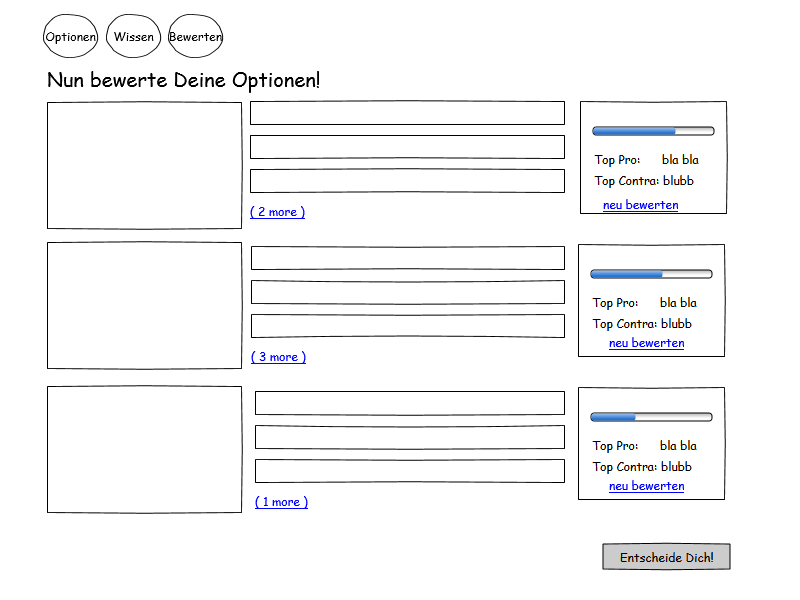 Optionen Wissen Bewerten
Nun bewerte Deine Optionen!
Top Pro: bla bla
Top Contra: blubb
neu bewerten
( 2 more )
Top Pro: bla bla
Top Contra: blubb
neu bewerten
( 3 more )
Top Pro: bla bla
Top Contra: blubb
neu bewerten
( 1 more )
Entscheide Dich!